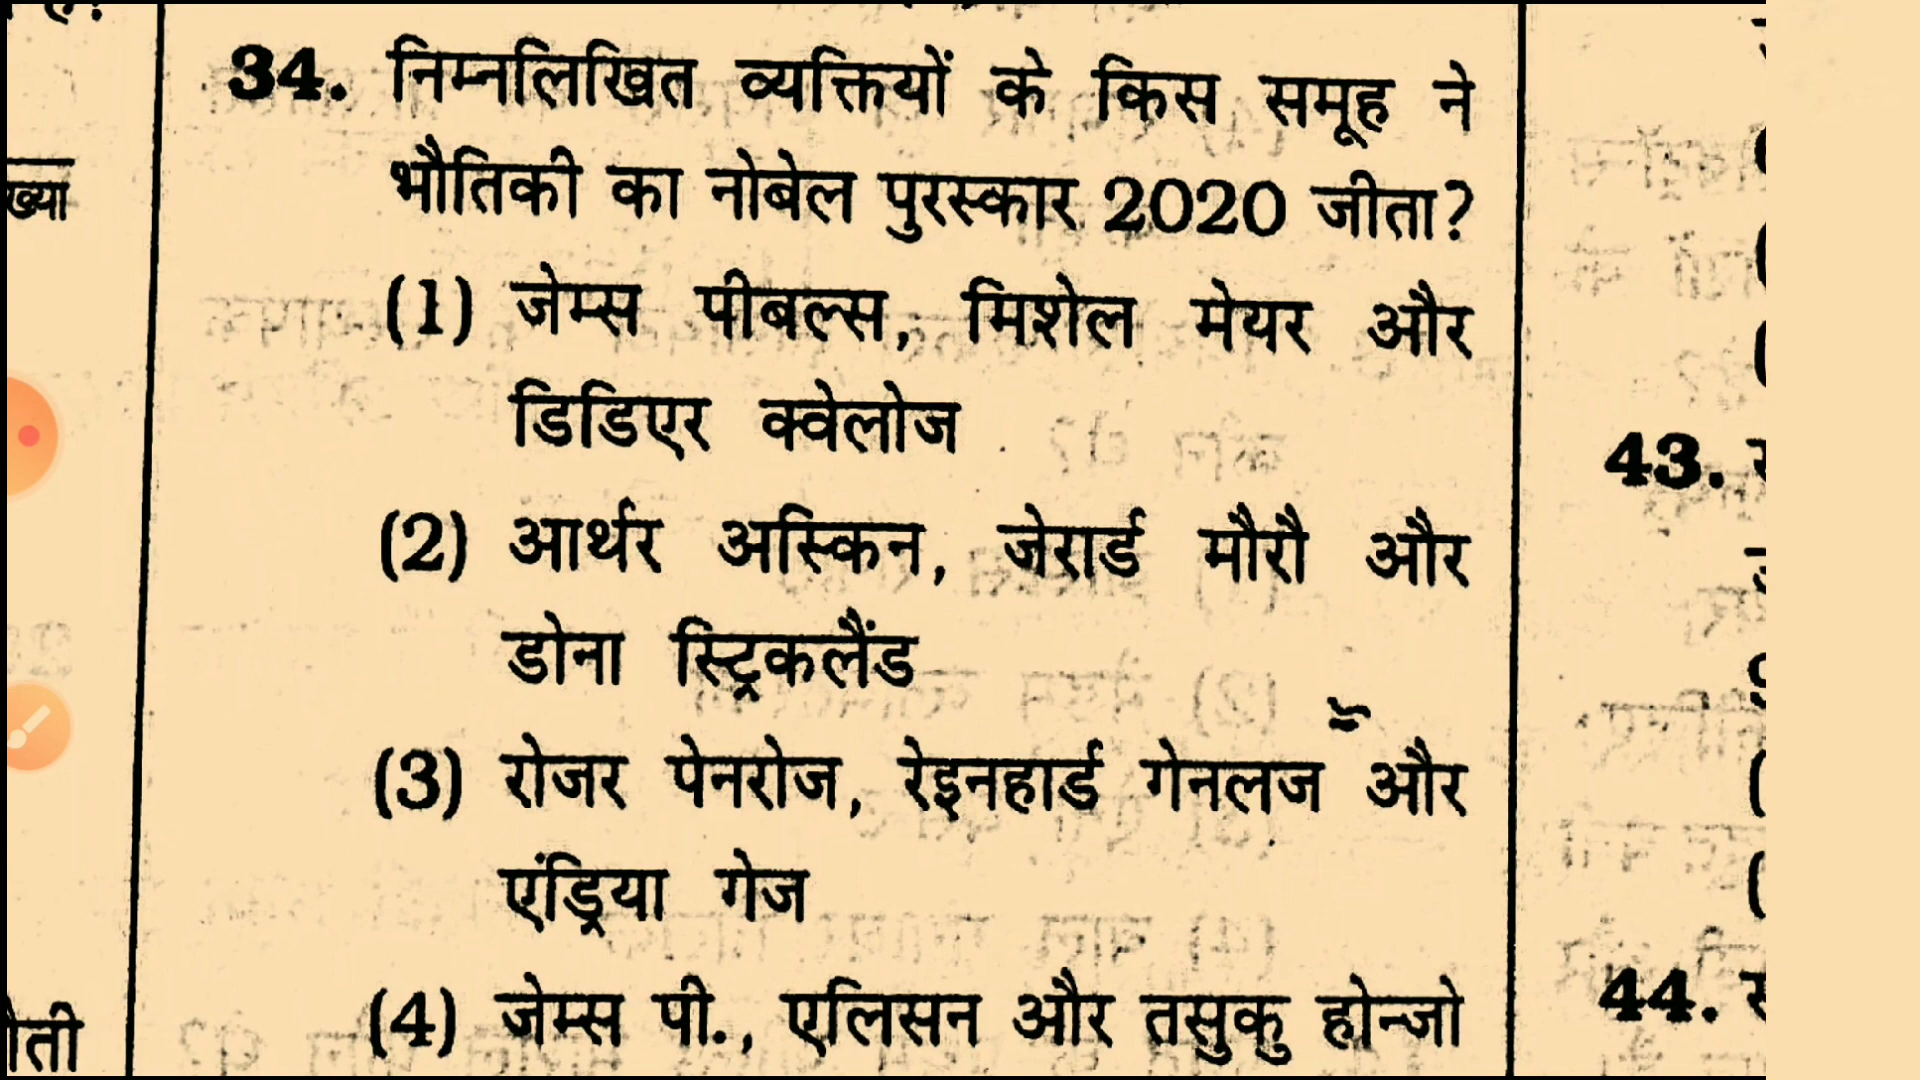 ख्या
ौती
34. निम्नलिखित व्यक्तियों के किस समूह ने
भौतिकी का नोबेल पुरस्कार 2020 जीता?
(1) जेम्स पीबल्स, मिशेल मेयर और
डिडिएर क्वेलोज
(2) आर्थर अस्किन, जेरार्ड मौरौ और
डोना स्ट्रिकलैंड
(3) रोजर पेनरोज, रेइनहार्ड गेनलज और
एंड्रिया गेज
(4) जेम्स पी., एलिसन और तसुकु होन्जो
43.
44.